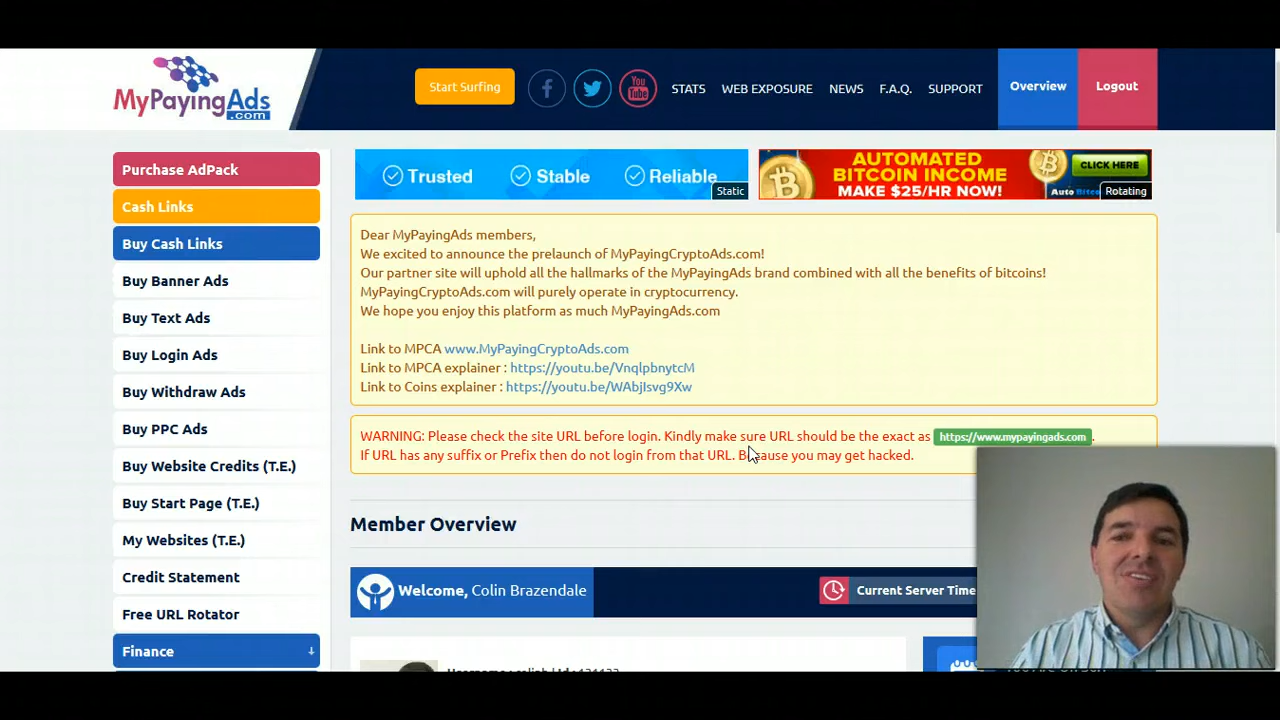 MyPayingAds
.com
Start Surfing
You
Tube
STATS
WEB EXPOSURE
NEWS
F.A.Q.
SUPPORT
Overview
Logout
Purchase AdPack
Cash Links
Buy Cash Links
Buy Banner Ads
Buy Text Ads
Buy Login Ads
Buy Withdraw Ads
Buy PPC Ads
Buy Website Credits (T.E.)
Buy Start Page (T.E.)
My Websites (T.E.)
Credit Statement
Free URL Rotator
Finance
Trusted
Stable
Reliable
Static
AUTOMATED
BITCOIN INCOME
MAKE $25/HR NOW!
CLICK HERE
Rotating
Dear MyPayingAds members,
We excited to announce the prelaunch of MyPayingCryptoAds.com!
Our partner site will uphold all the hallmarks of the MyPayingAds brand combined with all the benefits of bitcoins!
MyPayingCryptoAds.com will purely operate in cryptocurrency.
We hope you enjoy this platform as much MyPayingAds.com
Link to MPCA www.MyPayingCryptoAds.com
Link to MPCA explainer : https://youtu.be/VnqlpbnytcM
Link to Coins explainer : https://youtu.be/WAbjIsvg9Xw
WARNING: Please check the site URL before login. Kindly make sure URL should be the exact as https://www.mypayingads.com .
If URL has any suffix or Prefix then do not login from that URL. Because you may get hacked.
Member Overview
Welcome, Colin Brazendale
Current Server Time